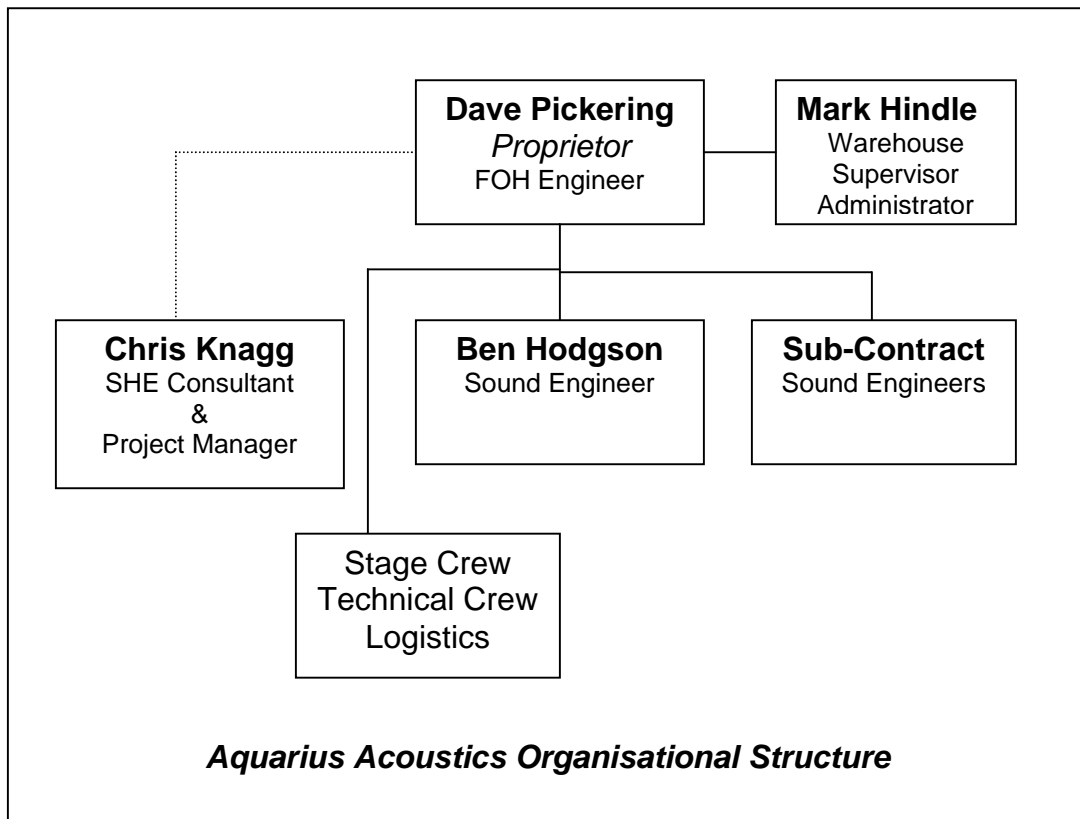 Dave Pickering
Proprietor
FOH Engineer
Mark Hindle
Warehouse
Supervisor
Administrator
Chris Knagg
SHE Consultant
&
Project Manager
Ben Hodgson
Sound Engineer
Sub-Contract
Sound Engineers
Stage Crew
Technical Crew
Logistics
Aquarius Acoustics Organisational Structure